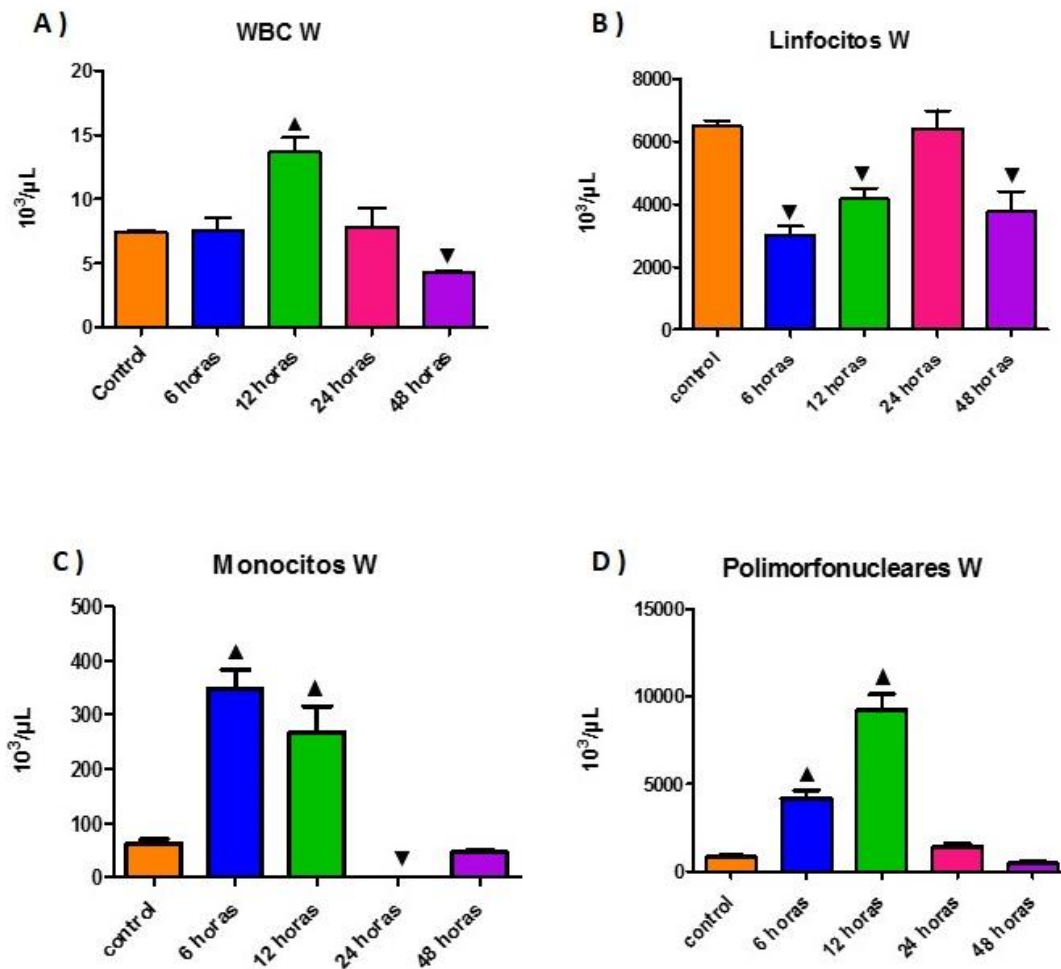 A )
WBC W
20
15
10
5
0
10³/µL
Control
6 horas
12 horas
24 horas
48 horas
B )
Linfocitos W
8000
6000
4000
2000
0
10³/µL
control
6 horas
12 horas
24 horas
48 horas
C )
Monocitos W
500
400
300
200
100
0
10³/µL
control
6 horas
12 horas
24 horas
48 horas
D )
Polimorfonucleares W
15000
10000
5000
0
10³/µL
control
6 horas
12 horas
24 horas
48 horas